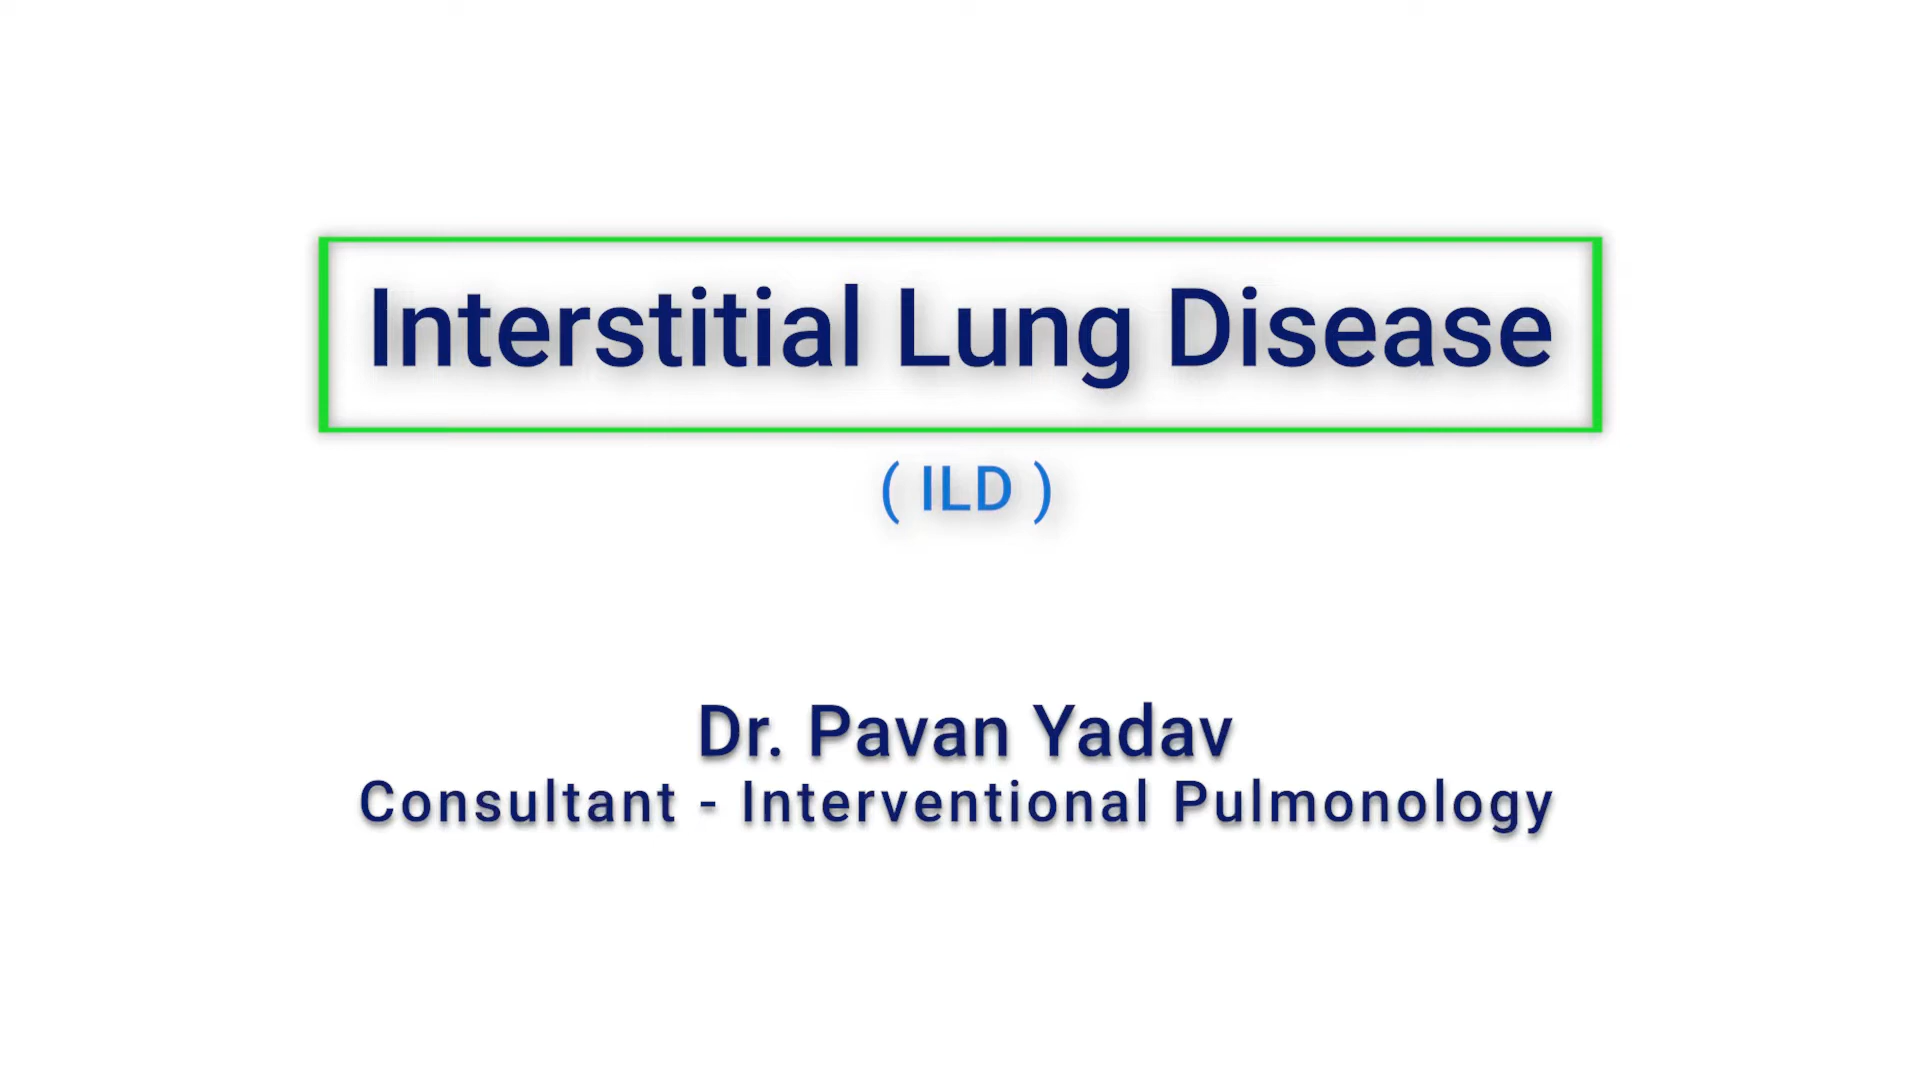 Interstitial Lung Disease
( ILD )
Dr. Pavan Yadav
Consultant - Interventional Pulmonology